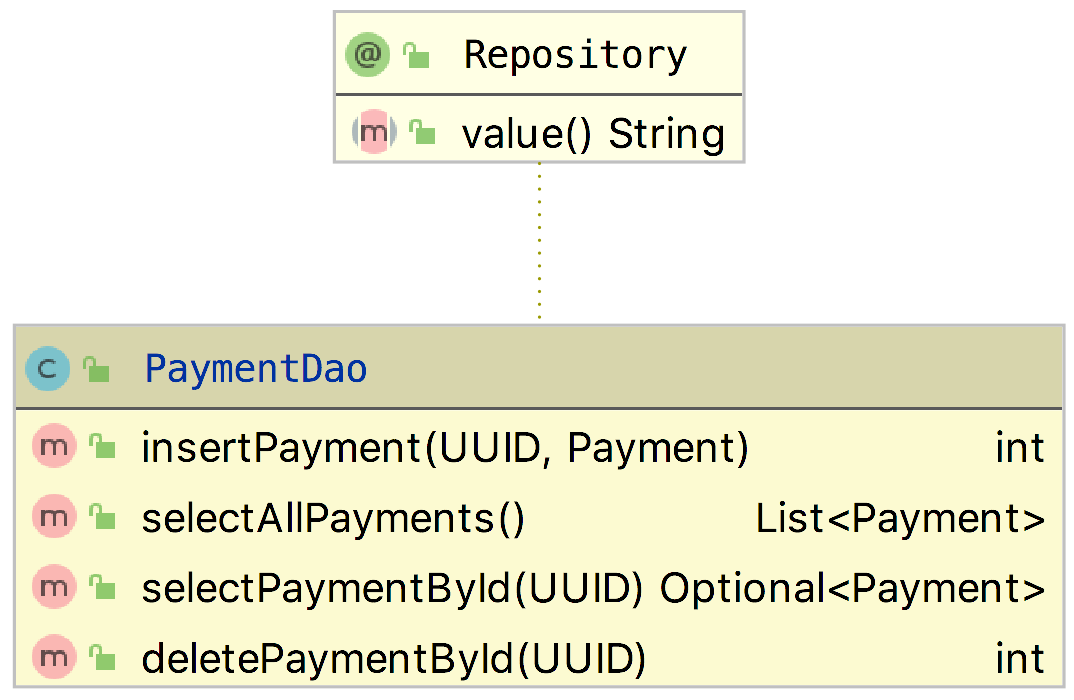 @ Repository
m value() String
C PaymentDao
m insertPayment(UUID, Payment) int
m selectAllPayments() List<Payment>
m selectPaymentById(UUID) Optional<Payment>
m deletePaymentById(UUID) int